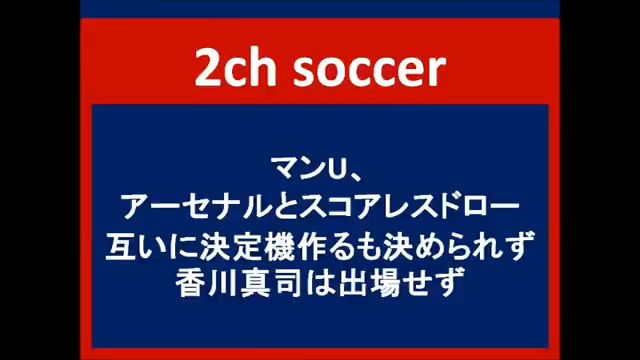 2ch soccer
マンU、
アーセナルとスコアレスドロー
互いに決定機作るも決められず
香川真司は出場せず